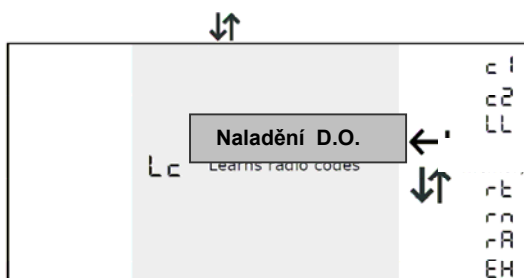 c1
c2
LL
Naladění D.O.
Lc
Learns radio codes
rt
rn
rA
EH